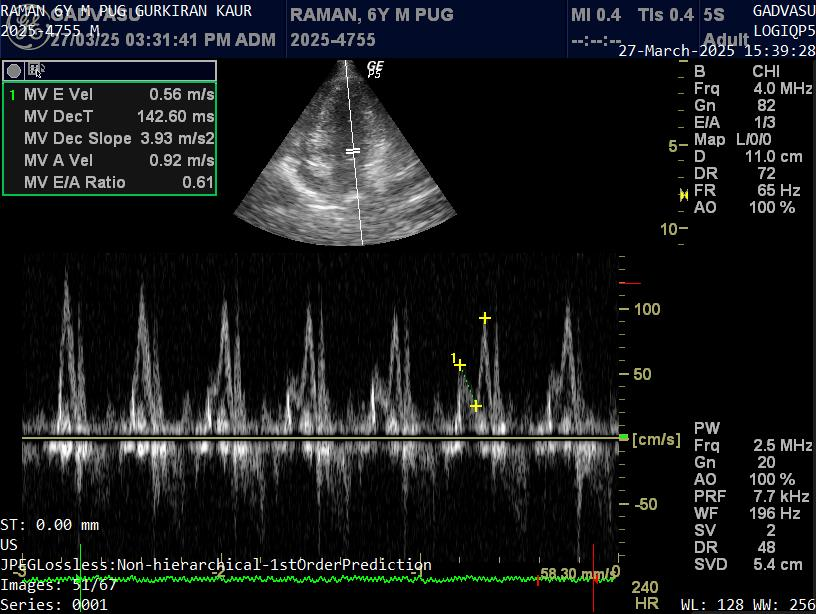 RAMAN 6Y M PUG GURKIRAN KAUR
2025-4755 M
GADVASU
27/03/25 03:31:41 PM ADM
RAMAN, 6Y M PUG
2025-4755
MI 0.4 TIs 0.4 5S
--:--:-- Adult
GADVASU
LOGIQP5
27-March-2025 15:39:28
1 MV E Vel 0.56 m/s
MV DecT 142.60 ms
MV Dec Slope 3.93 m/s2
MV A Vel 0.92 m/s
MV E/A Ratio 0.61
GE
P5
5
10
B CHI
Frq 4.0 MHz
Gn 82
E/A 1/3
Map L/0/0
D 11.0 cm
DR 72
FR 65 Hz
AO 100 %
100
50
[cm/s]
-50
1
PW
Frq 2.5 MHz
Gn 20
AO 100 %
PRF 7.7 kHz
WF 196 Hz
SV 2
DR 48
SVD 5.4 cm
ST: 0.00 mm
US
JPEGLossless:Non-hierarchical-1stOrderPrediction
Images: 51/67
Series: 0001
-3
-2
-1
0
58.30 mm/s
240
HR
WL: 128 WW: 256